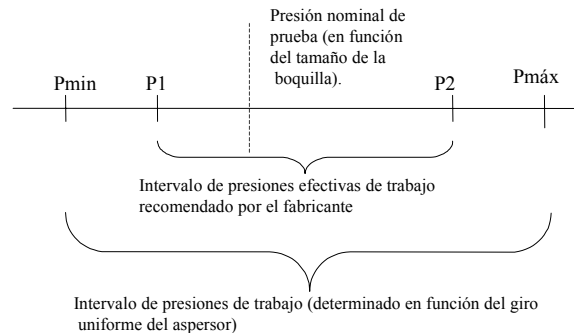 Presión nominal de
prueba (en función
del tamaño de la
boquilla).
Pmin
P1
P2
Pmáx
Intervalo de presiones efectivas de trabajo
recomendado por el fabricante
Intervalo de presiones de trabajo (determinado en función del giro
uniforme del aspersor)